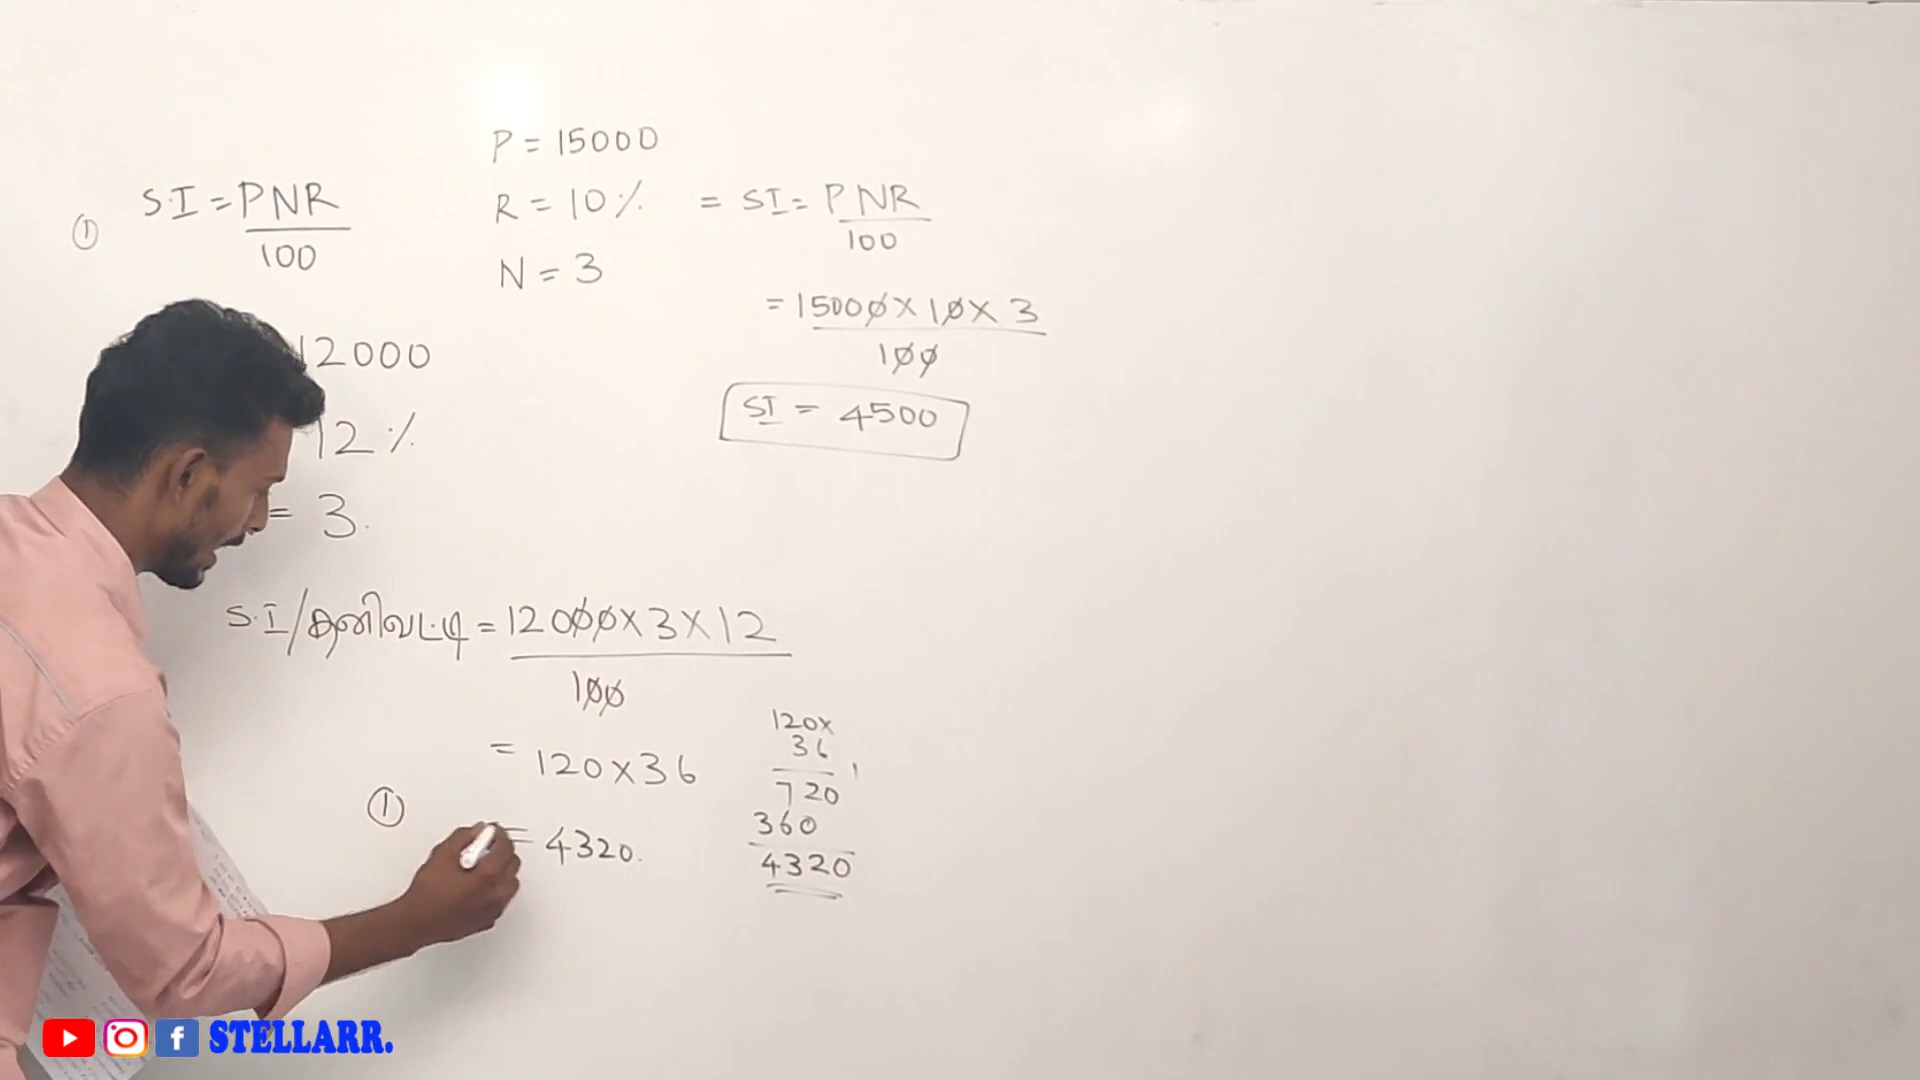 ①
S.I = PNR
100
12000
12%
= 3.
P = 15000
R = 10%
N = 3
= SI = PNR
100
= 15000 x 10 x 3
100
SI = 4500
S.I/தனிவட்டி = 12000 x 3 x 12
100
= 120 x 36
① = 4320.
120x
36
720
360
4320
STELLARR.